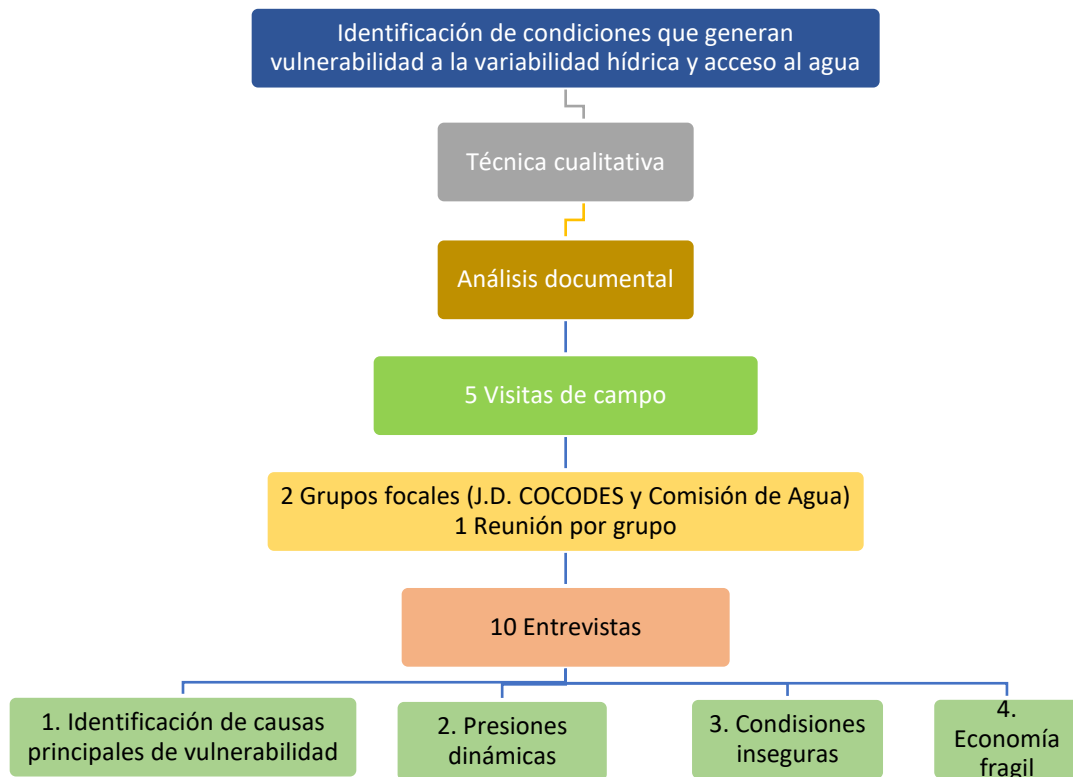 Identificación de condiciones que generan
vulnerabilidad a la variabilidad hídrica y acceso al agua
Técnica cualitativa
Análisis documental
5 Visitas de campo
2 Grupos focales (J.D. COCODES y Comisión de Agua)
1 Reunión por grupo
10 Entrevistas
1. Identificación de causas
principales de vulnerabilidad
2. Presiones
dinámicas
3. Condisiones
inseguras
4.
Economía
fragil